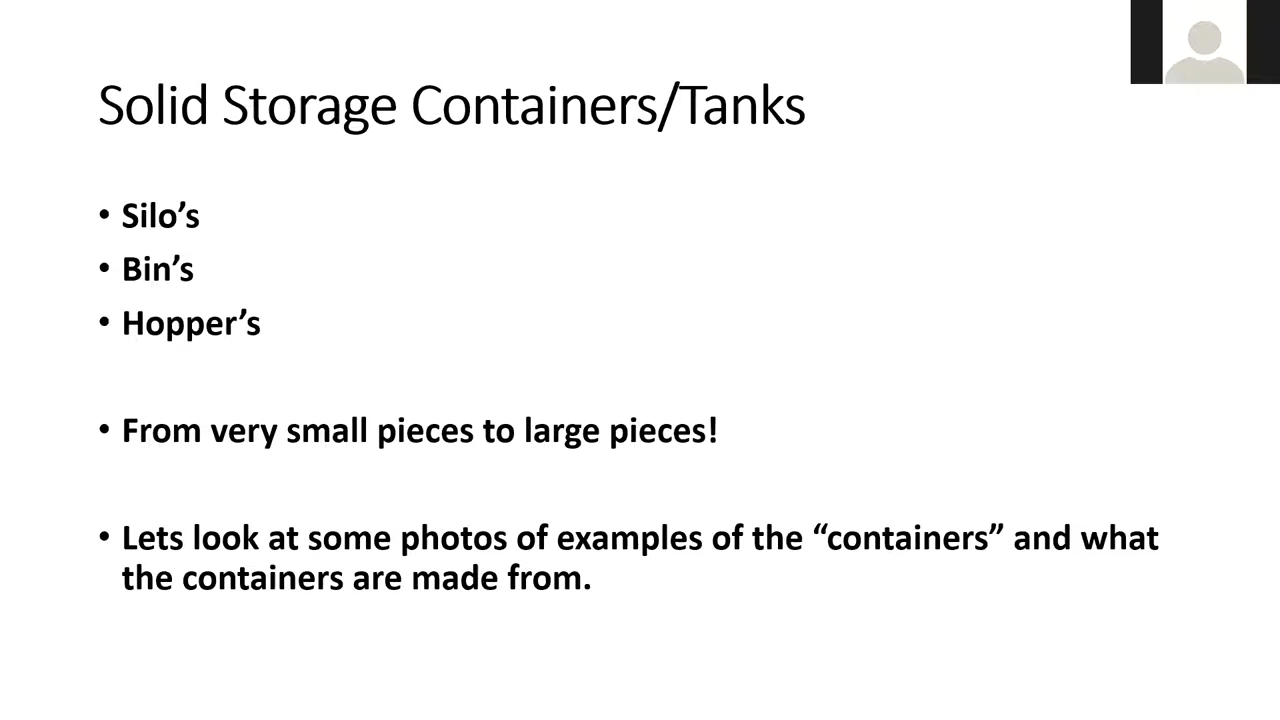 Solid Storage Containers/Tanks
• Silo’s
• Bin’s
• Hopper’s
• From very small pieces to large pieces!
• Lets look at some photos of examples of the “containers” and what
the containers are made from.